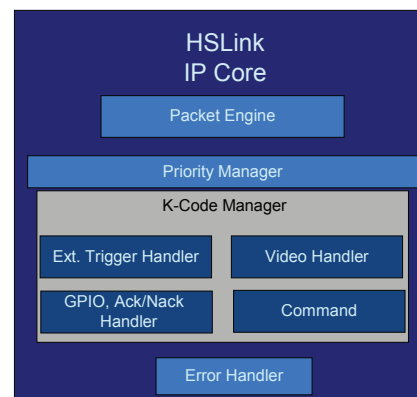 HSLink
IP Core
Packet Engine
Priority Manager
K-Code Manager
Ext. Trigger Handler
Video Handler
GPIO, Ack/Nack
Handler
Command
Error Handler